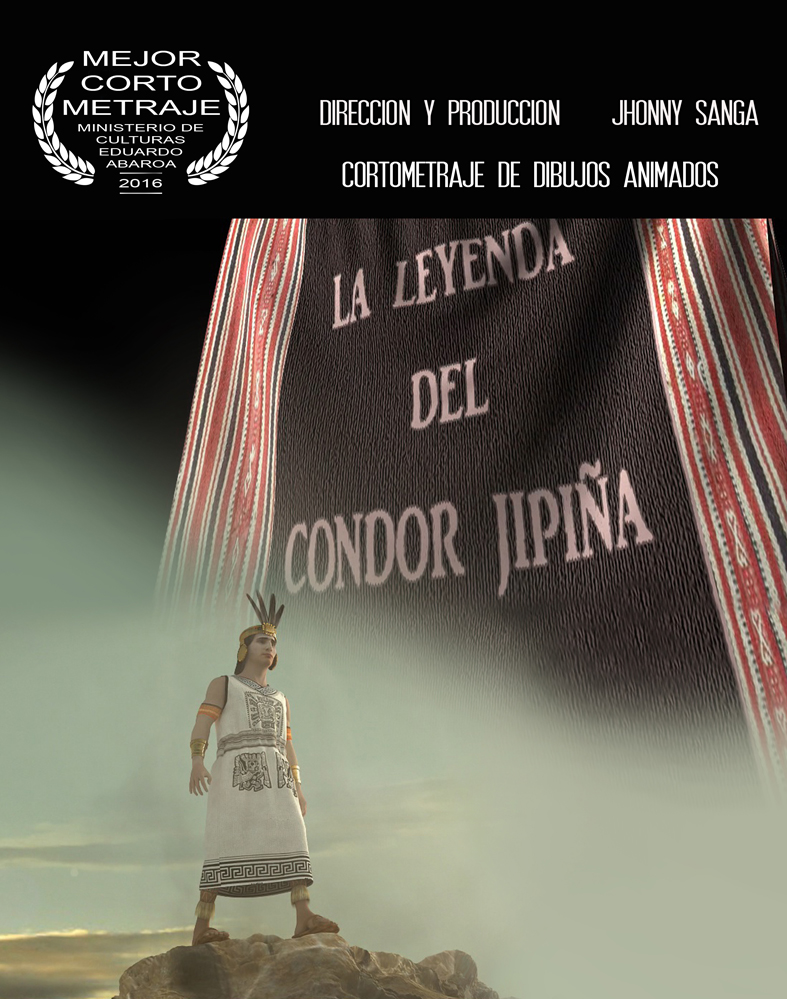 MEJOR
CORTO
METRAJE
MINISTERIO DE
CULTURAS
EDUARDO
ABAROA
2016
DIRECCION Y PRODUCCION JHONNY SANGA
CORTOMETRAJE DE DIBUJOS ANIMADOS
LA LEYENDA
DEL
CONDOR JIPIÑA